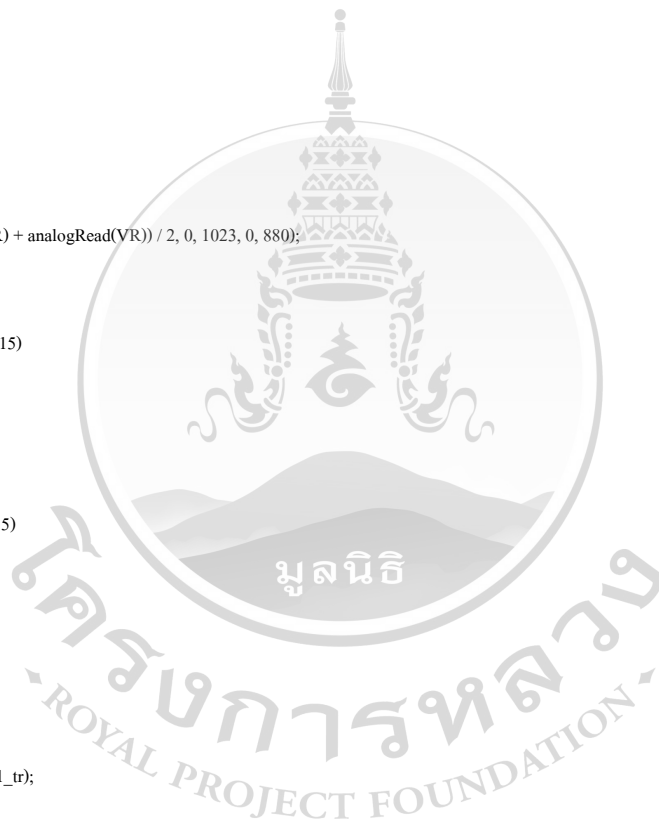 R) + analogRead(VR)) / 2, 0, 1023, 0, 880);
15)
5)
มูลนิธิ
โครงการหลวง
ROYAL PROJECT FOUNDATION
_tr);